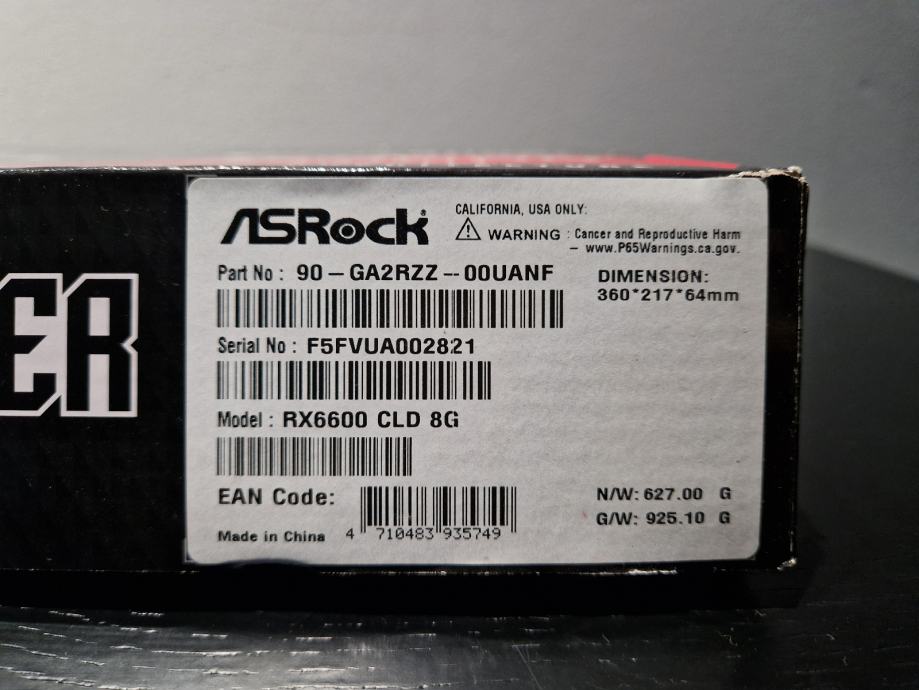 ASRock
CALIFORNIA, USA ONLY:
WARNING : Cancer and Reproductive Harm
– www.P65Warnings.ca.gov.
Part No : 90 – GA2RZZ -- 00UANF
DIMENSION:
360*217*64mm
Serial No : F5FVUA002821
Model : RX6600 CLD 8G
EAN Code:
4 710483 935749
Made in China
N/W: 627.00 G
G/W: 925.10 G
ER